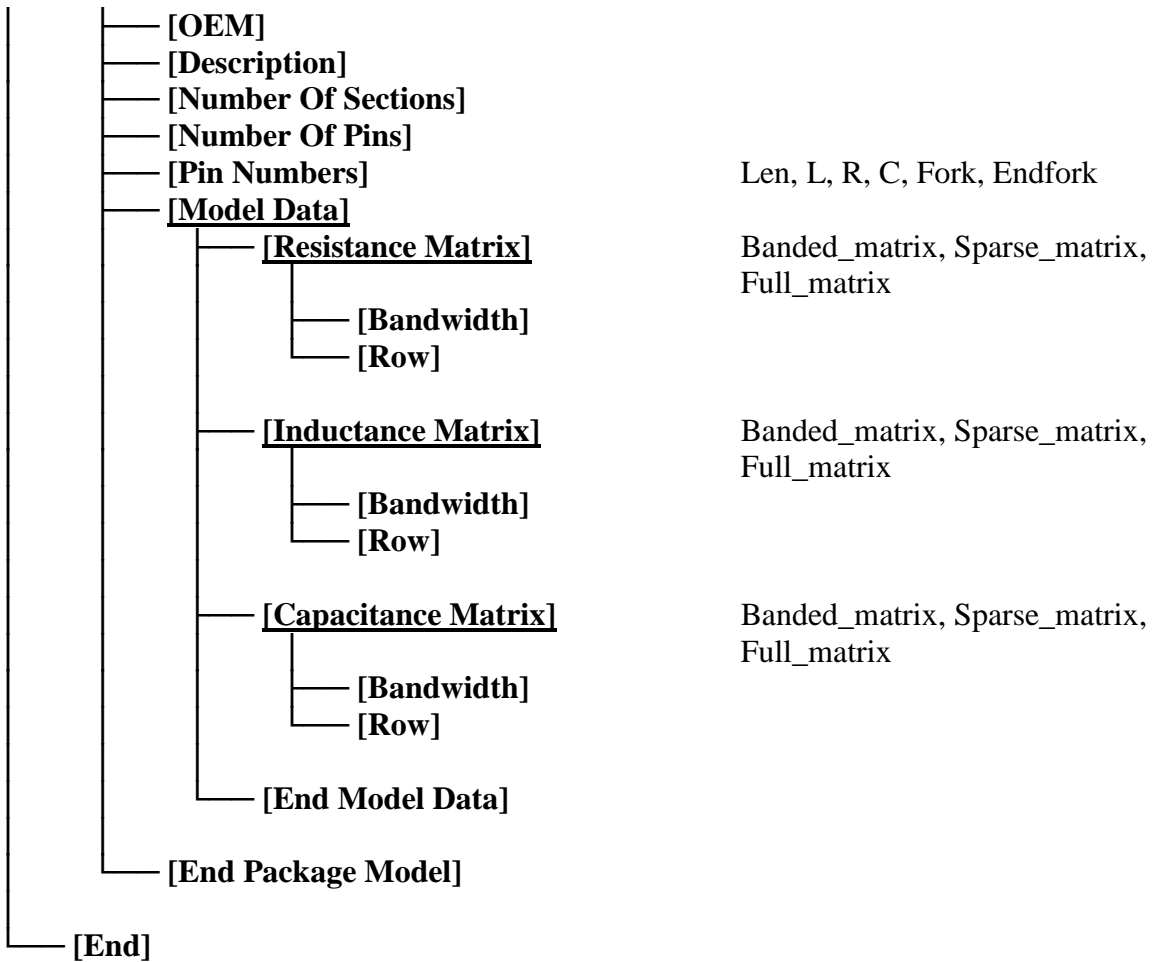 [OEM]
[Description]
[Number Of Sections]
[Number Of Pins]
[Pin Numbers] Len, L, R, C, Fork, Endfork
[Model Data]
[Resistance Matrix] Banded_matrix, Sparse_matrix,
Full_matrix
[Bandwidth]
[Row]
[Inductance Matrix] Banded_matrix, Sparse_matrix,
Full_matrix
[Bandwidth]
[Row]
[Capacitance Matrix] Banded_matrix, Sparse_matrix,
Full_matrix
[Bandwidth]
[Row]
[End Model Data]
[End Package Model]
[End]